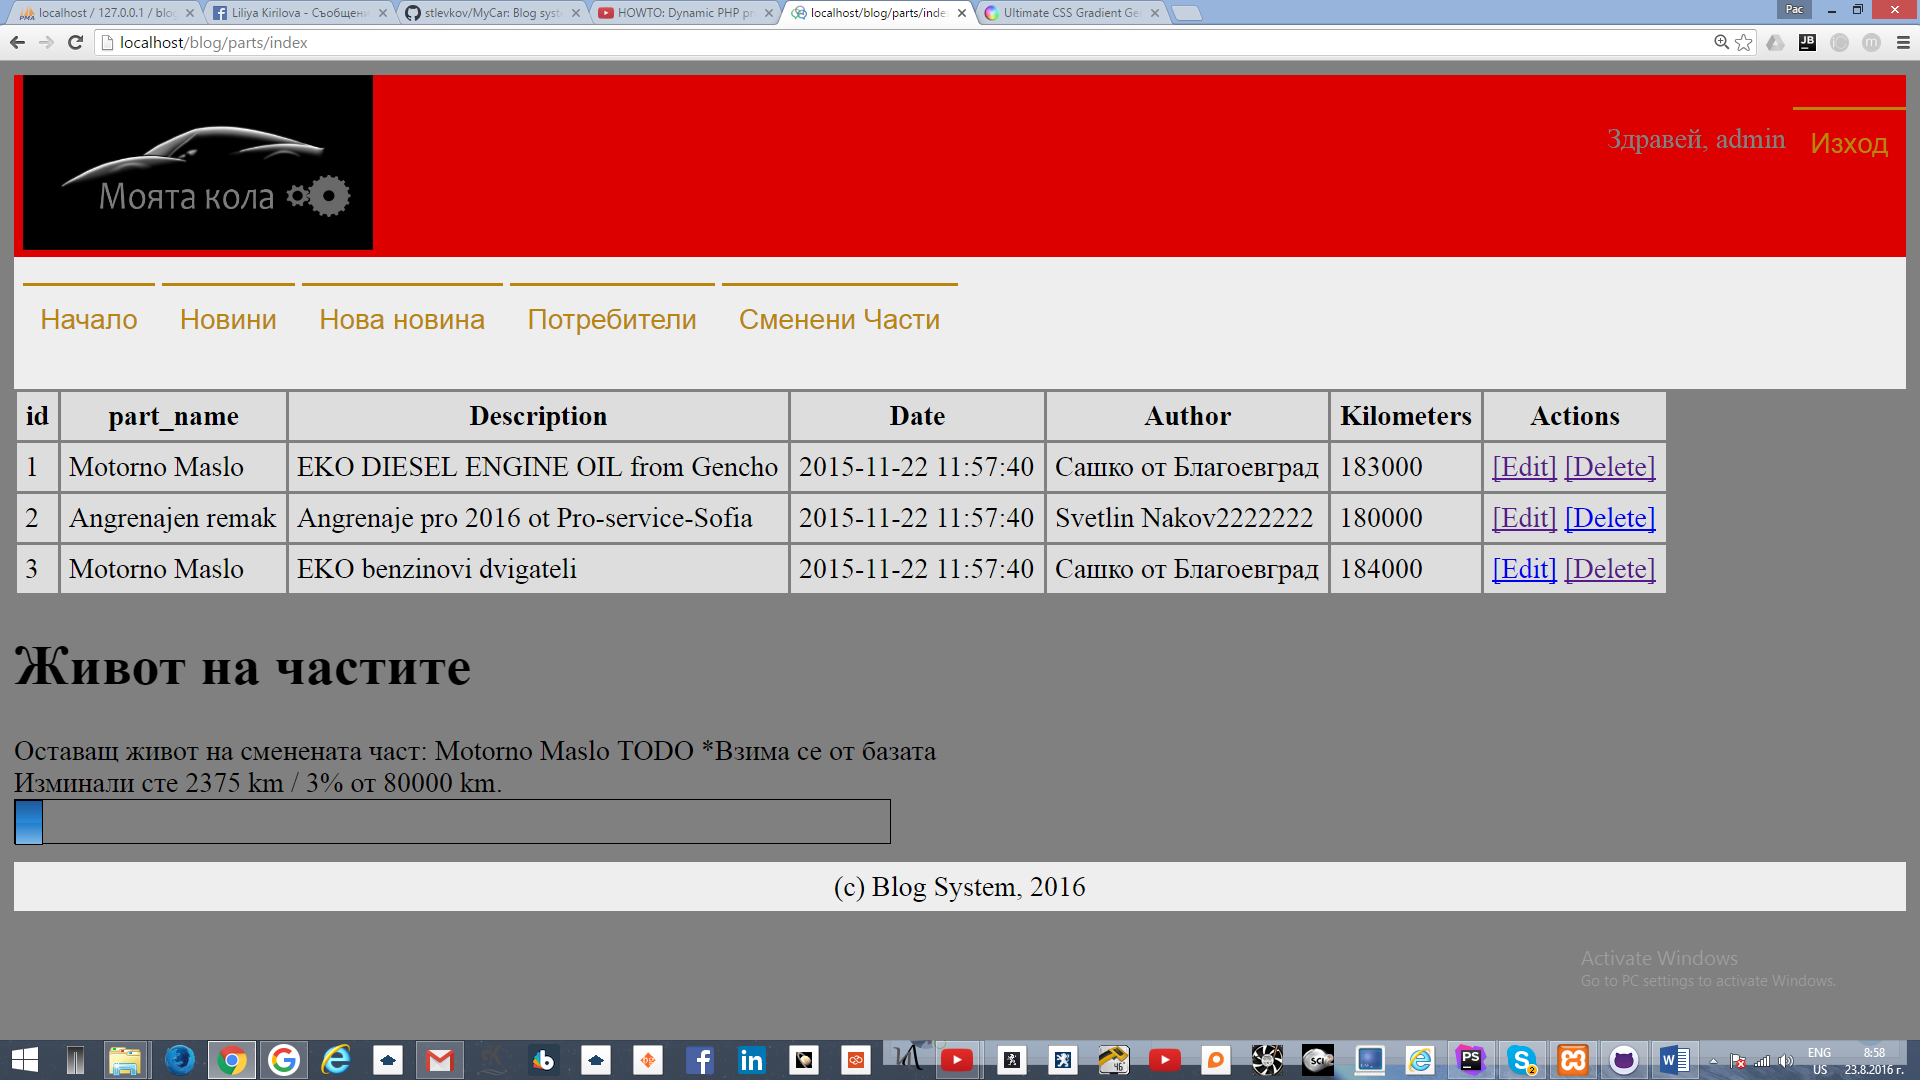 localhost / 127.0.0.1 / blog
Liliya Kirilova - Съобщени
stlevkov/MyCar: Blog syste
HOWTO: Dynamic PHP pr
localhost/blog/parts/inde
Ultimate CSS Gradient Ge
Рас
localhost/blog/parts/index
Моята кола
Здравей, admin
Изход
Начало Новини Нова новина Потребители Сменени Части
id part_name Description Date Author Kilometers Actions
1 Motorno Maslo EKO DIESEL ENGINE OIL from Gencho 2015-11-22 11:57:40 Сашко от Благоевград 183000 [Edit] [Delete]
2 Angrenajen remak Angrenaje pro 2016 ot Pro-service-Sofia 2015-11-22 11:57:40 Svetlin Nakov2222222 180000 [Edit] [Delete]
3 Motorno Maslo EKO benzinovi dvigateli 2015-11-22 11:57:40 Сашко от Благоевград 184000 [Edit] [Delete]
Живот на частите
Оставащ живот на сменената част: Motorno Maslo TODO *Взима се от базата
Изминали сте 2375 km / 3% от 80000 km.
(c) Blog System, 2016
Activate Windows
Go to PC settings to activate Windows.
ENG 8:58
US 23.8.2016 г.